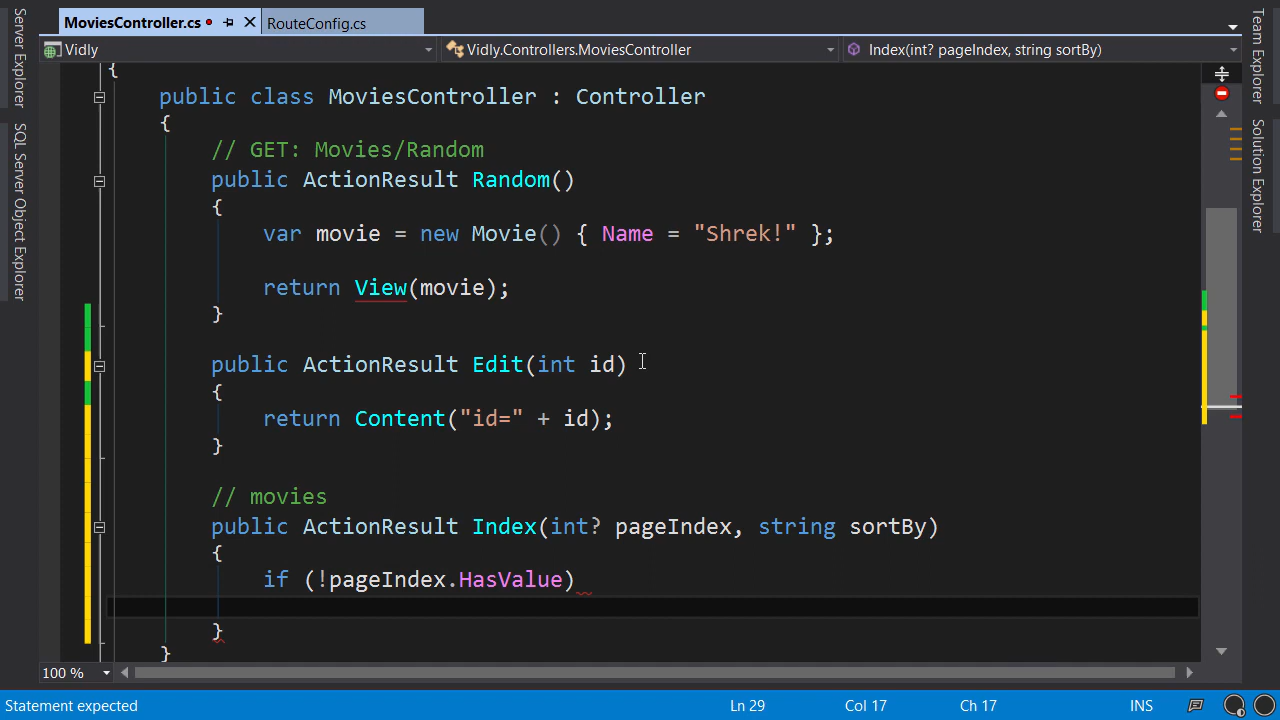 MoviesController.cs
RouteConfig.cs
Vidly
Vidly.Controllers.MoviesController
Index(int? pageIndex, string sortBy)
Server Explorer
SQL Server Object Explorer
Team Explorer
Solution Explorer
{
public class MoviesController : Controller
{
// GET: Movies/Random
public ActionResult Random()
{
var movie = new Movie() { Name = "Shrek!" };
return View(movie);
}
public ActionResult Edit(int id)
{
return Content("id=" + id);
}
// movies
public ActionResult Index(int? pageIndex, string sortBy)
{
if (!pageIndex.HasValue)
}
}
100 %
Statement expected
Ln 29
Col 17
Ch 17
INS